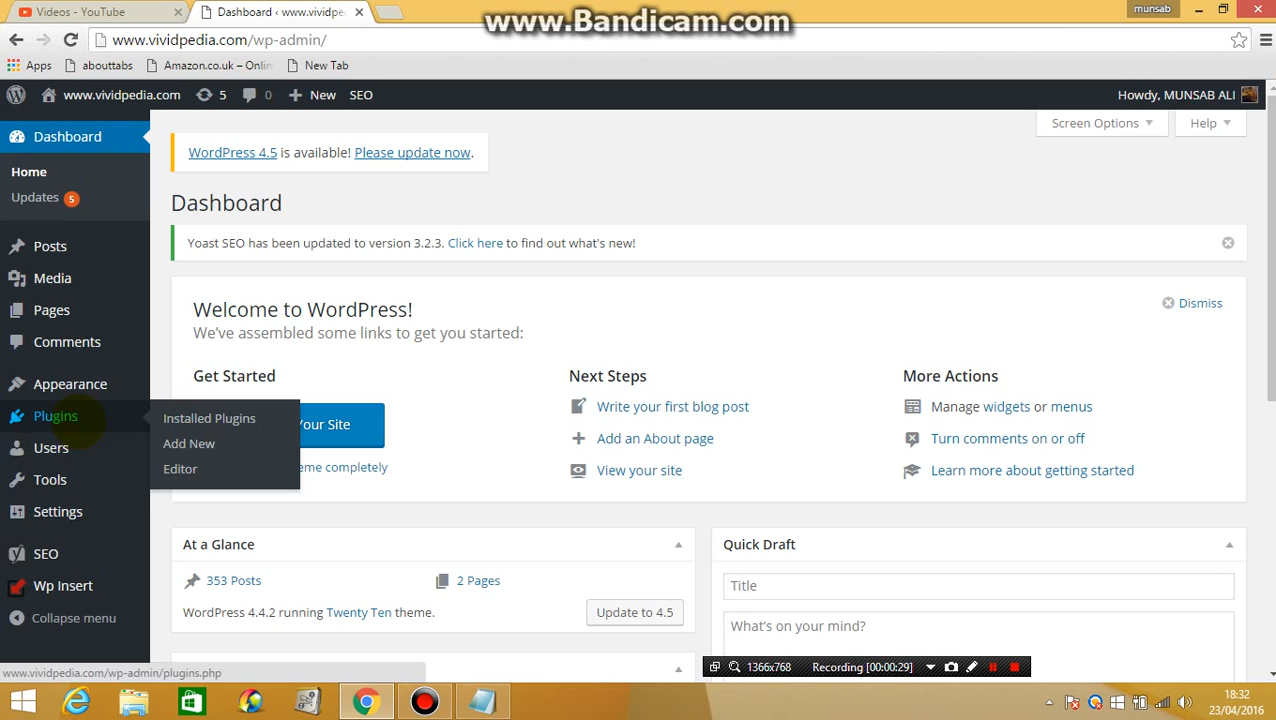 www.Bandicam.com
Videos - YouTube
Dashboard ‹ www.vividpe
munsab
www.vividpedia.com/wp-admin/
Apps
abouttabs
Amazon.co.uk – Onlin
New Tab
www.vividpedia.com
5
0
New
SEO
Howdy, MUNSAB ALI
Dashboard
Home
Updates 5
Posts
Media
Pages
Comments
Appearance
Plugins
Installed Plugins
Add New
Editor
Users
Tools
Settings
SEO
Wp Insert
Collapse menu
Screen Options
Help
WordPress 4.5 is available! Please update now.
Dashboard
Yoast SEO has been updated to version 3.2.3. Click here to find out what's new!
Welcome to WordPress!
Dismiss
We've assembled some links to get you started:
Get Started
Your Site
eme completely
Next Steps
Write your first blog post
Add an About page
View your site
More Actions
Manage widgets or menus
Turn comments on or off
Learn more about getting started
At a Glance
353 Posts
2 Pages
WordPress 4.4.2 running Twenty Ten theme.
Update to 4.5
Quick Draft
Title
What's on your mind?
www.vividpedia.com/wp-admin/plugins.php
1366x768
Recording [00:00:29]
18:32
23/04/2016